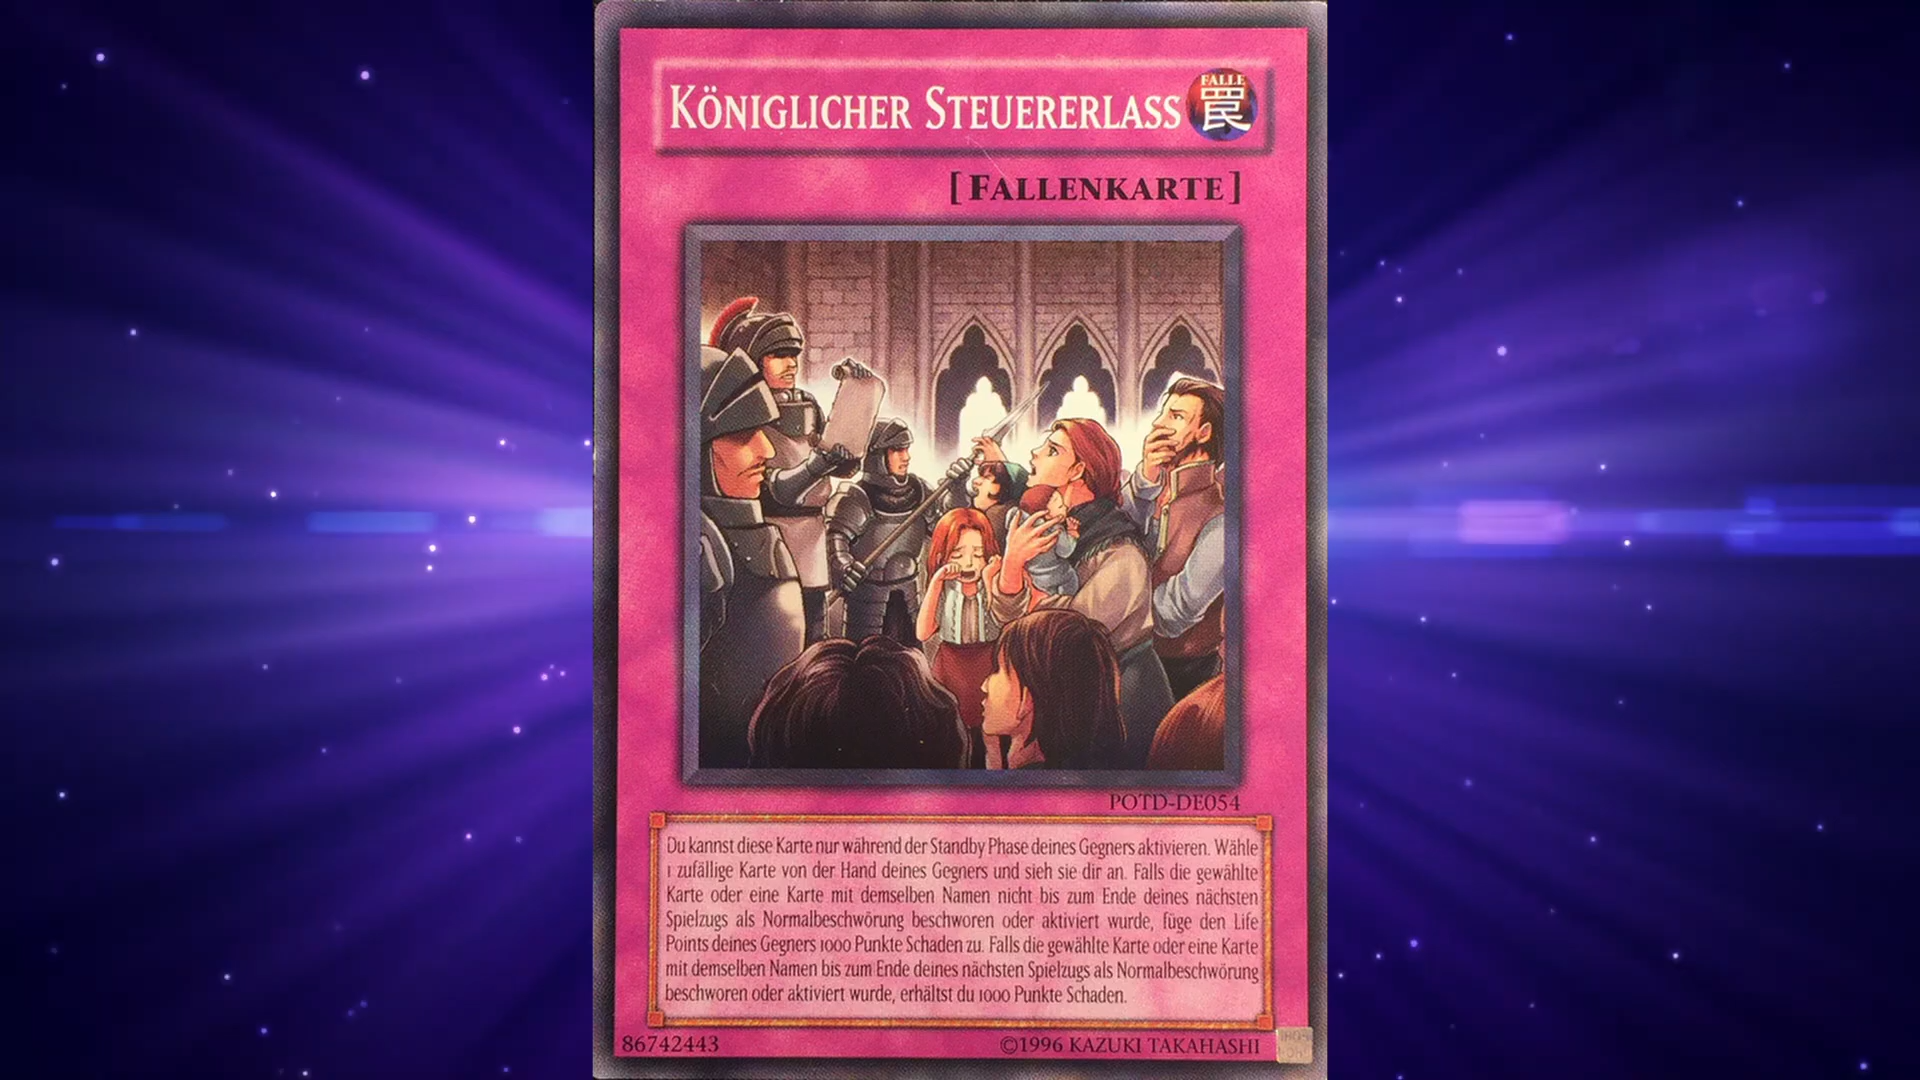 KÖNIGLICHER STEUERERLASS
FALLE
罠
[FALLENKARTE]
POTD-DE054
Du kannst diese Karte nur während der Standby Phase deines Gegners aktivieren. Wähle
1 zufällige Karte von der Hand deines Gegners und sieh sie dir an. Falls die gewählte
Karte oder eine Karte mit demselben Namen nicht bis zum Ende deines nächsten
Spielzugs als Normalbeschwörung beschworen oder aktiviert wurde, füge den Life
Points deines Gegners 1000 Punkte Schaden zu. Falls die gewählte Karte oder eine Karte
mit demselben Namen bis zum Ende deines nächsten Spielzugs als Normalbeschwörung
beschworen oder aktiviert wurde, erhältst du 1000 Punkte Schaden.
86742443
©1996 KAZUKI TAKAHASHI